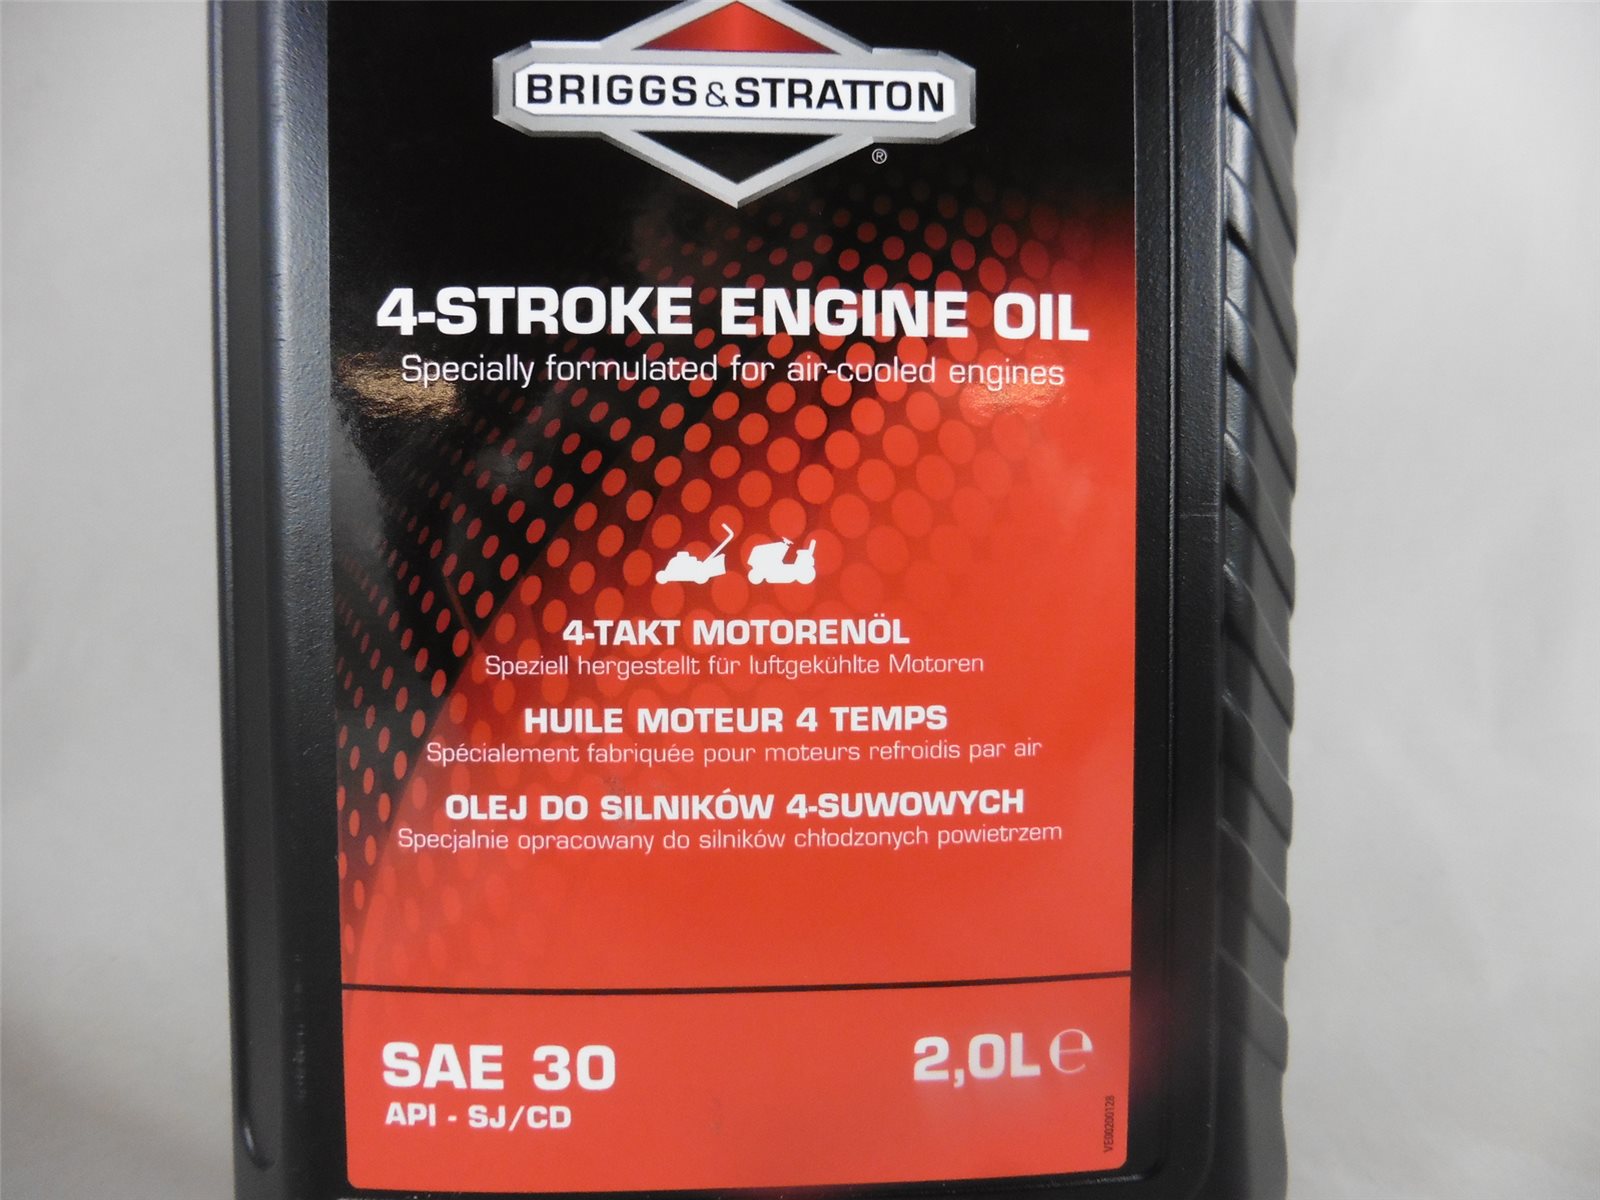 BRIGGS & STRATTON
®
4-STROKE ENGINE OIL
Specially formulated for air-cooled engines
4-TAKT MOTORENÖL
Speziell hergestellt für luftgekühlte Motoren
HUILE MOTEUR 4 TEMPS
Spécialement fabriquée pour moteurs refroidis par air
OLEJ DO SILNIKÓW 4-SUWOWYCH
Specjalnie opracowany do silników chłodzonych powietrzem
SAE 30
2,0L ℮
API - SJ/CD
VE00200128